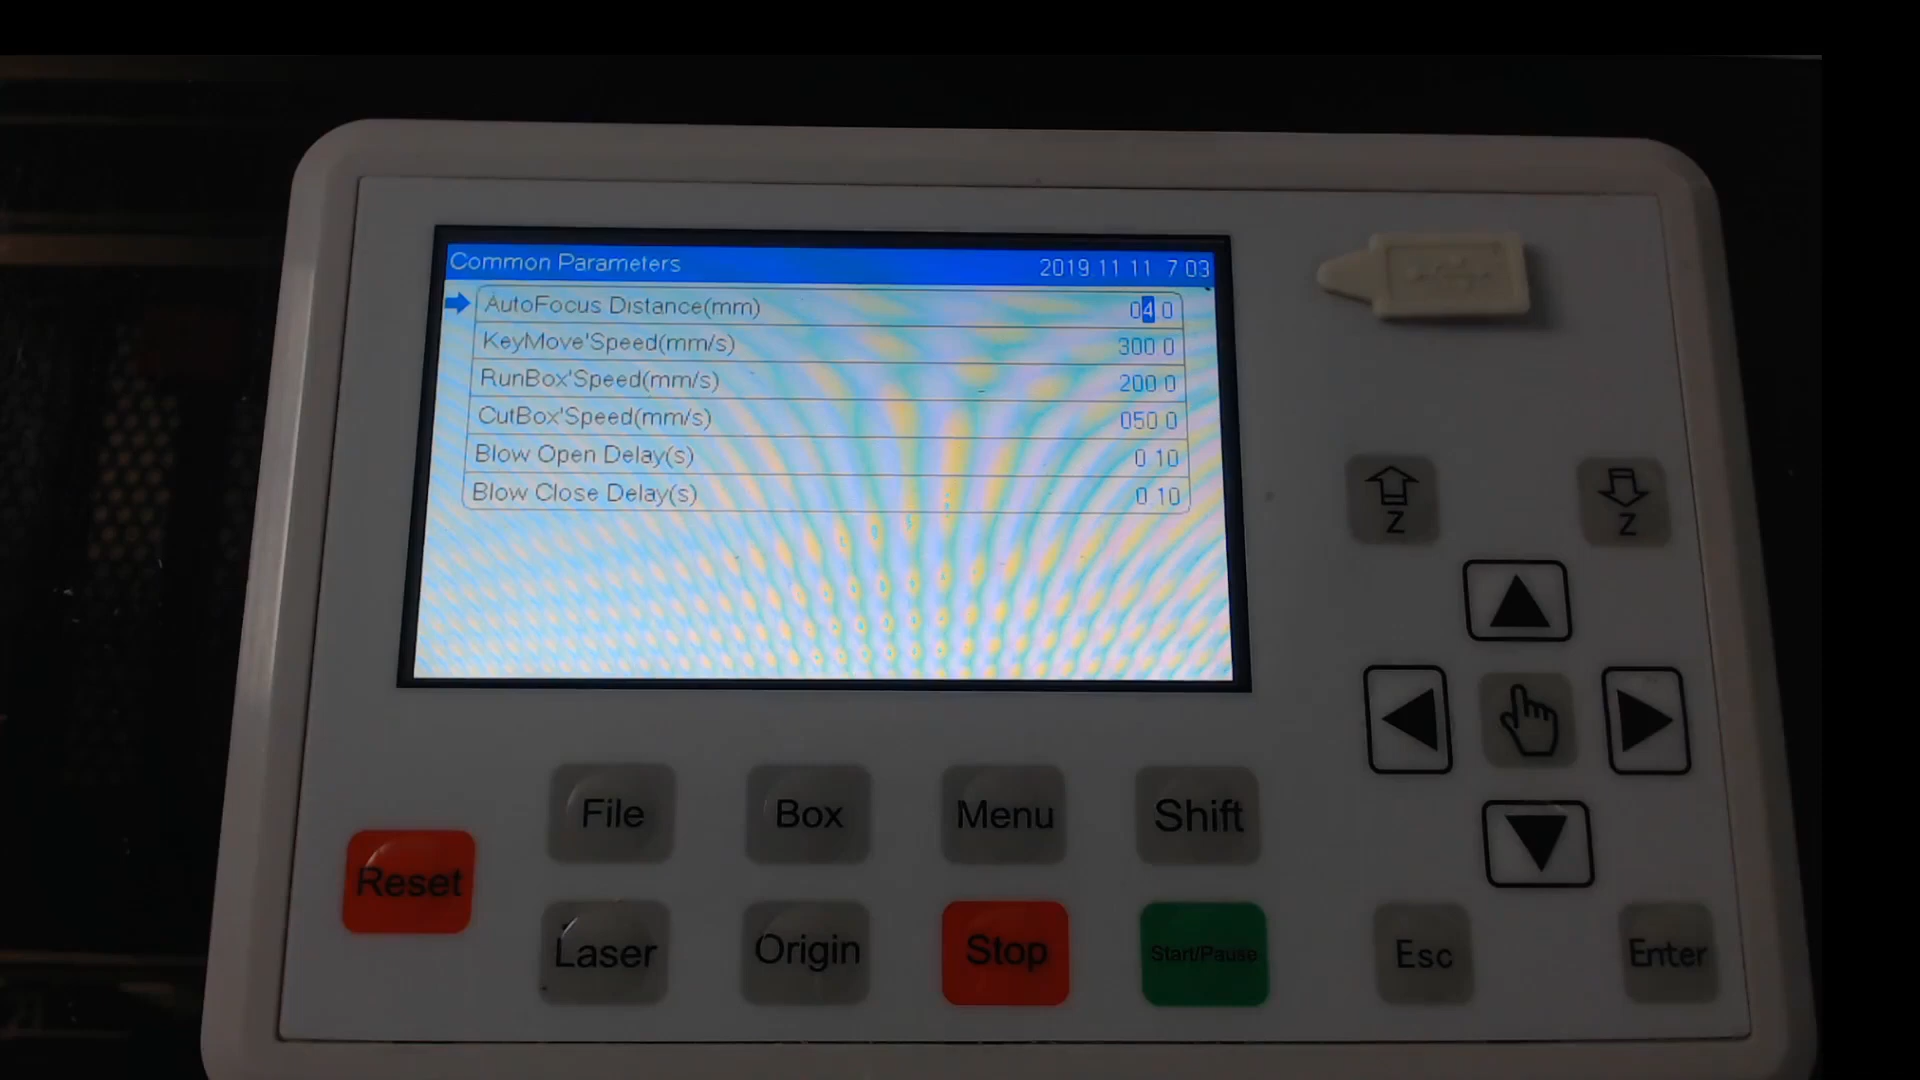 Common Parameters 2019 11 11 7 03
AutoFocus Distance(mm) 04 0
KeyMove'Speed(mm/s) 300 0
RunBox'Speed(mm/s) 200 0
CutBox'Speed(mm/s) 050 0
Blow Open Delay(s) 0 10
Blow Close Delay(s) 0 10
Z Z
File Box Menu Shift
Reset
Laser Origin Stop Start/Pause Esc Enter